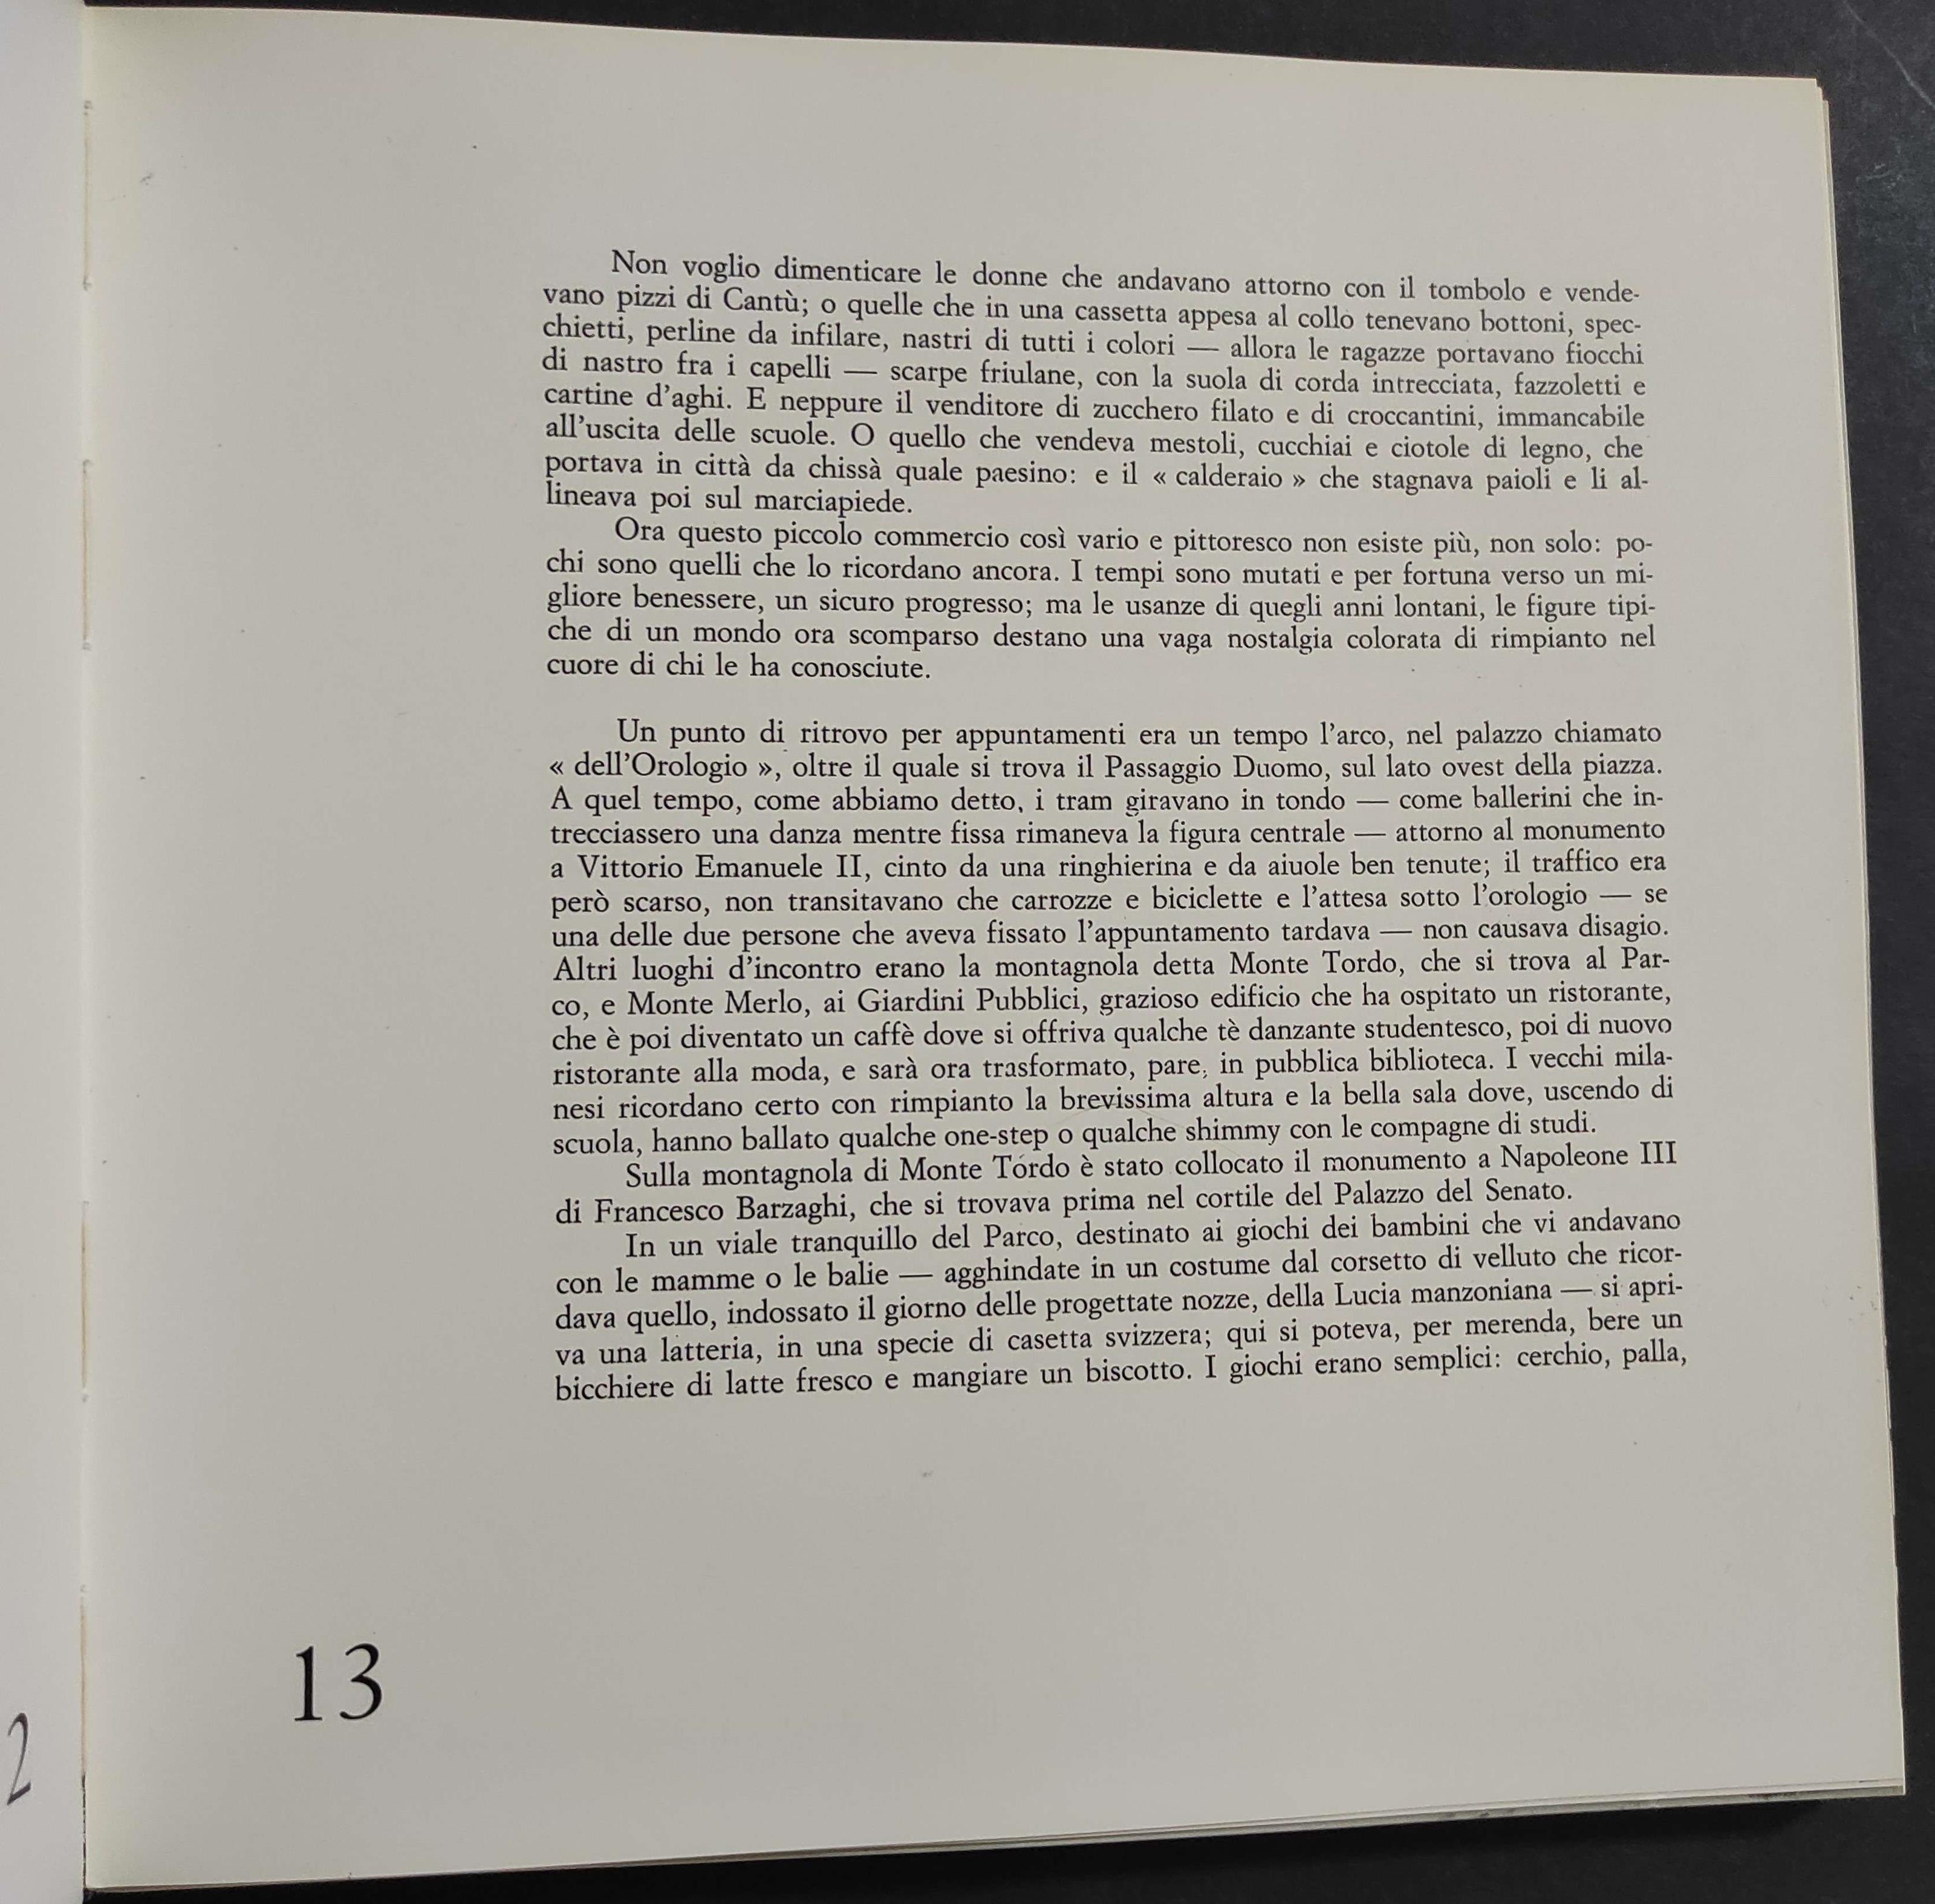 Non voglio dimenticare le donne che andavano attorno con il tombolo e vende-
vano pizzi di Cantù; o quelle che in una cassetta appesa al collo tenevano bottoni, spec-
chietti, perline da infilare, nastri di tutti i colori — allora le ragazze portavano fiocchi
di nastro fra i capelli — scarpe friulane, con la suola di corda intrecciata, fazzoletti e
cartine d'aghi. E neppure il venditore di zucchero filato e di croccantini, immancabile
all'uscita delle scuole. O quello che vendeva mestoli, cucchiai e ciotole di legno, che
portava in città da chissà quale paesino: e il « calderaio » che stagnava paioli e li al-
lineava poi sul marciapiede.
Ora questo piccolo commercio così vario e pittoresco non esiste più, non solo: po-
chi sono quelli che lo ricordano ancora. I tempi sono mutati e per fortuna verso un mi-
gliore benessere, un sicuro progresso; ma le usanze di quegli anni lontani, le figure tipi-
che di un mondo ora scomparso destano una vaga nostalgia colorata di rimpianto nel
cuore di chi le ha conosciute.
Un punto di ritrovo per appuntamenti era un tempo l'arco, nel palazzo chiamato
« dell'Orologio », oltre il quale si trova il Passaggio Duomo, sul lato ovest della piazza.
A quel tempo, come abbiamo detto, i tram giravano in tondo — come ballerini che in-
trecciassero una danza mentre fissa rimaneva la figura centrale — attorno al monumento
a Vittorio Emanuele II, cinto da una ringhierina e da aiuole ben tenute; il traffico era
però scarso, non transitavano che carrozze e biciclette e l'attesa sotto l'orologio — se
una delle due persone che aveva fissato l'appuntamento tardava — non causava disagio.
Altri luoghi d'incontro erano la montagnola detta Monte Tordo, che si trova al Par-
co, e Monte Merlo, ai Giardini Pubblici, grazioso edificio che ha ospitato un ristorante,
che è poi diventato un caffè dove si offriva qualche tè danzante studentesco, poi di nuovo
ristorante alla moda, e sarà ora trasformato, pare, in pubblica biblioteca. I vecchi mila-
nesi ricordano certo con rimpianto la brevissima altura e la bella sala dove, uscendo di
scuola, hanno ballato qualche one-step o qualche shimmy con le compagne di studi.
Sulla montagnola di Monte Tordo è stato collocato il monumento a Napoleone III
di Francesco Barzaghi, che si trovava prima nel cortile del Palazzo del Senato.
In un viale tranquillo del Parco, destinato ai giochi dei bambini che vi andavano
con le mamme o le balie — agghindate in un costume dal corsetto di velluto che ricor-
dava quello, indossato il giorno delle progettate nozze, della Lucia manzoniana — si apri-
va una latteria, in una specie di casetta svizzera; qui si poteva, per merenda, bere un
bicchiere di latte fresco e mangiare un biscotto. I giochi erano semplici: cerchio, palla,
13
2